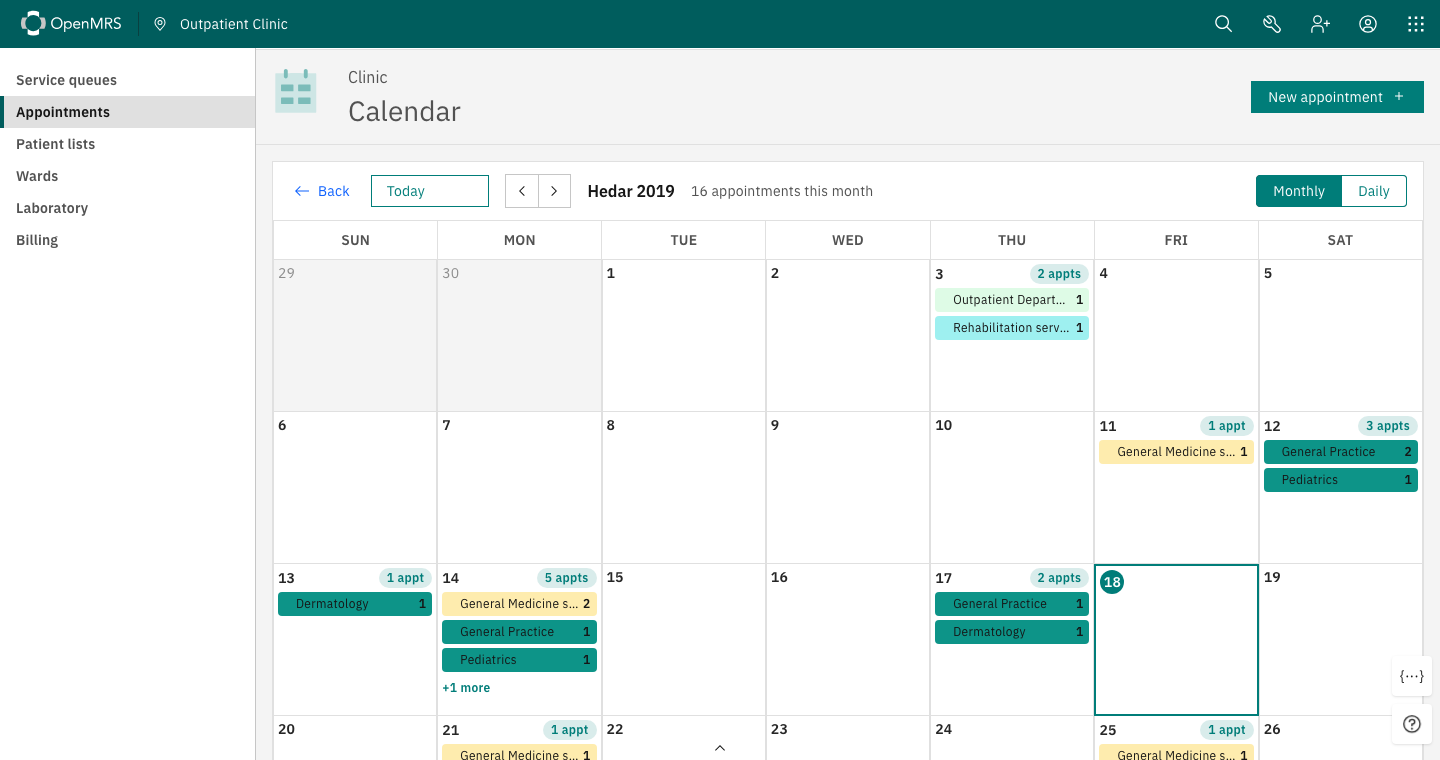 OpenMRS Outpatient Clinic
Service queues
Appointments
Patient lists
Wards
Laboratory
Billing
Clinic
Calendar
New appointment +
Back Today Hedar 2019 16 appointments this month Monthly Daily
SUN MON TUE WED THU FRI SAT
29 30 1 2 3 2 appts 4 5
Outpatient Depart... 1
Rehabilitation serv... 1
6 7 8 9 10 11 1 appt 12 3 appts
General Medicine s... 1 General Practice 2
Pediatrics 1
13 1 appt 14 5 appts 15 16 17 2 appts 18 19
Dermatology 1 General Medicine s... 2 General Practice 1
General Practice 1 Dermatology 1
Pediatrics 1
+1 more
{···}
20 21 1 appt 22 23 24 25 1 appt 26
General Medicine s... 1 General Medicine s... 1